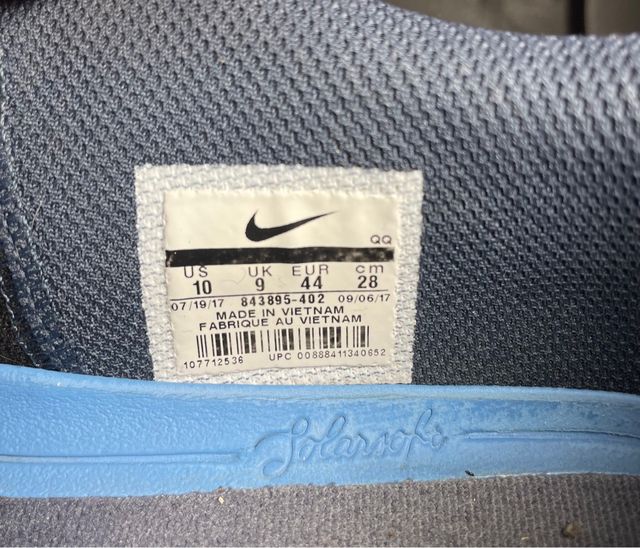 QQ
US UK EUR cm
10 9 44 28
07/19/17 843895-402 09/06/17
MADE IN VIETNAM
FABRIQUE AU VIETNAM
107712536 UPC 00888411340652
Solarsoft